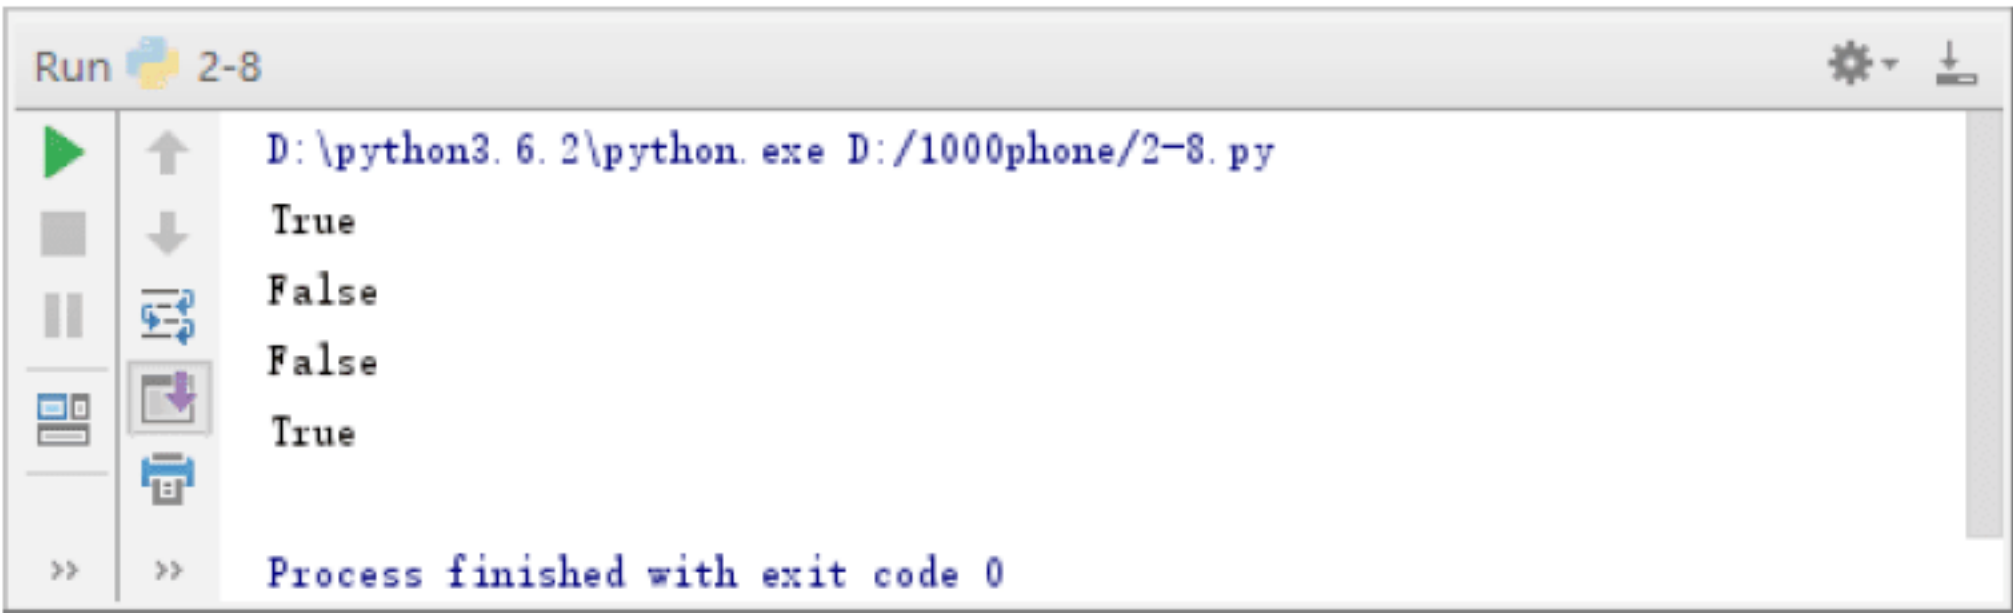 Run 2-8
D:\python3.6.2\python.exe D:/1000phone/2-8.py
True
False
False
True
Process finished with exit code 0